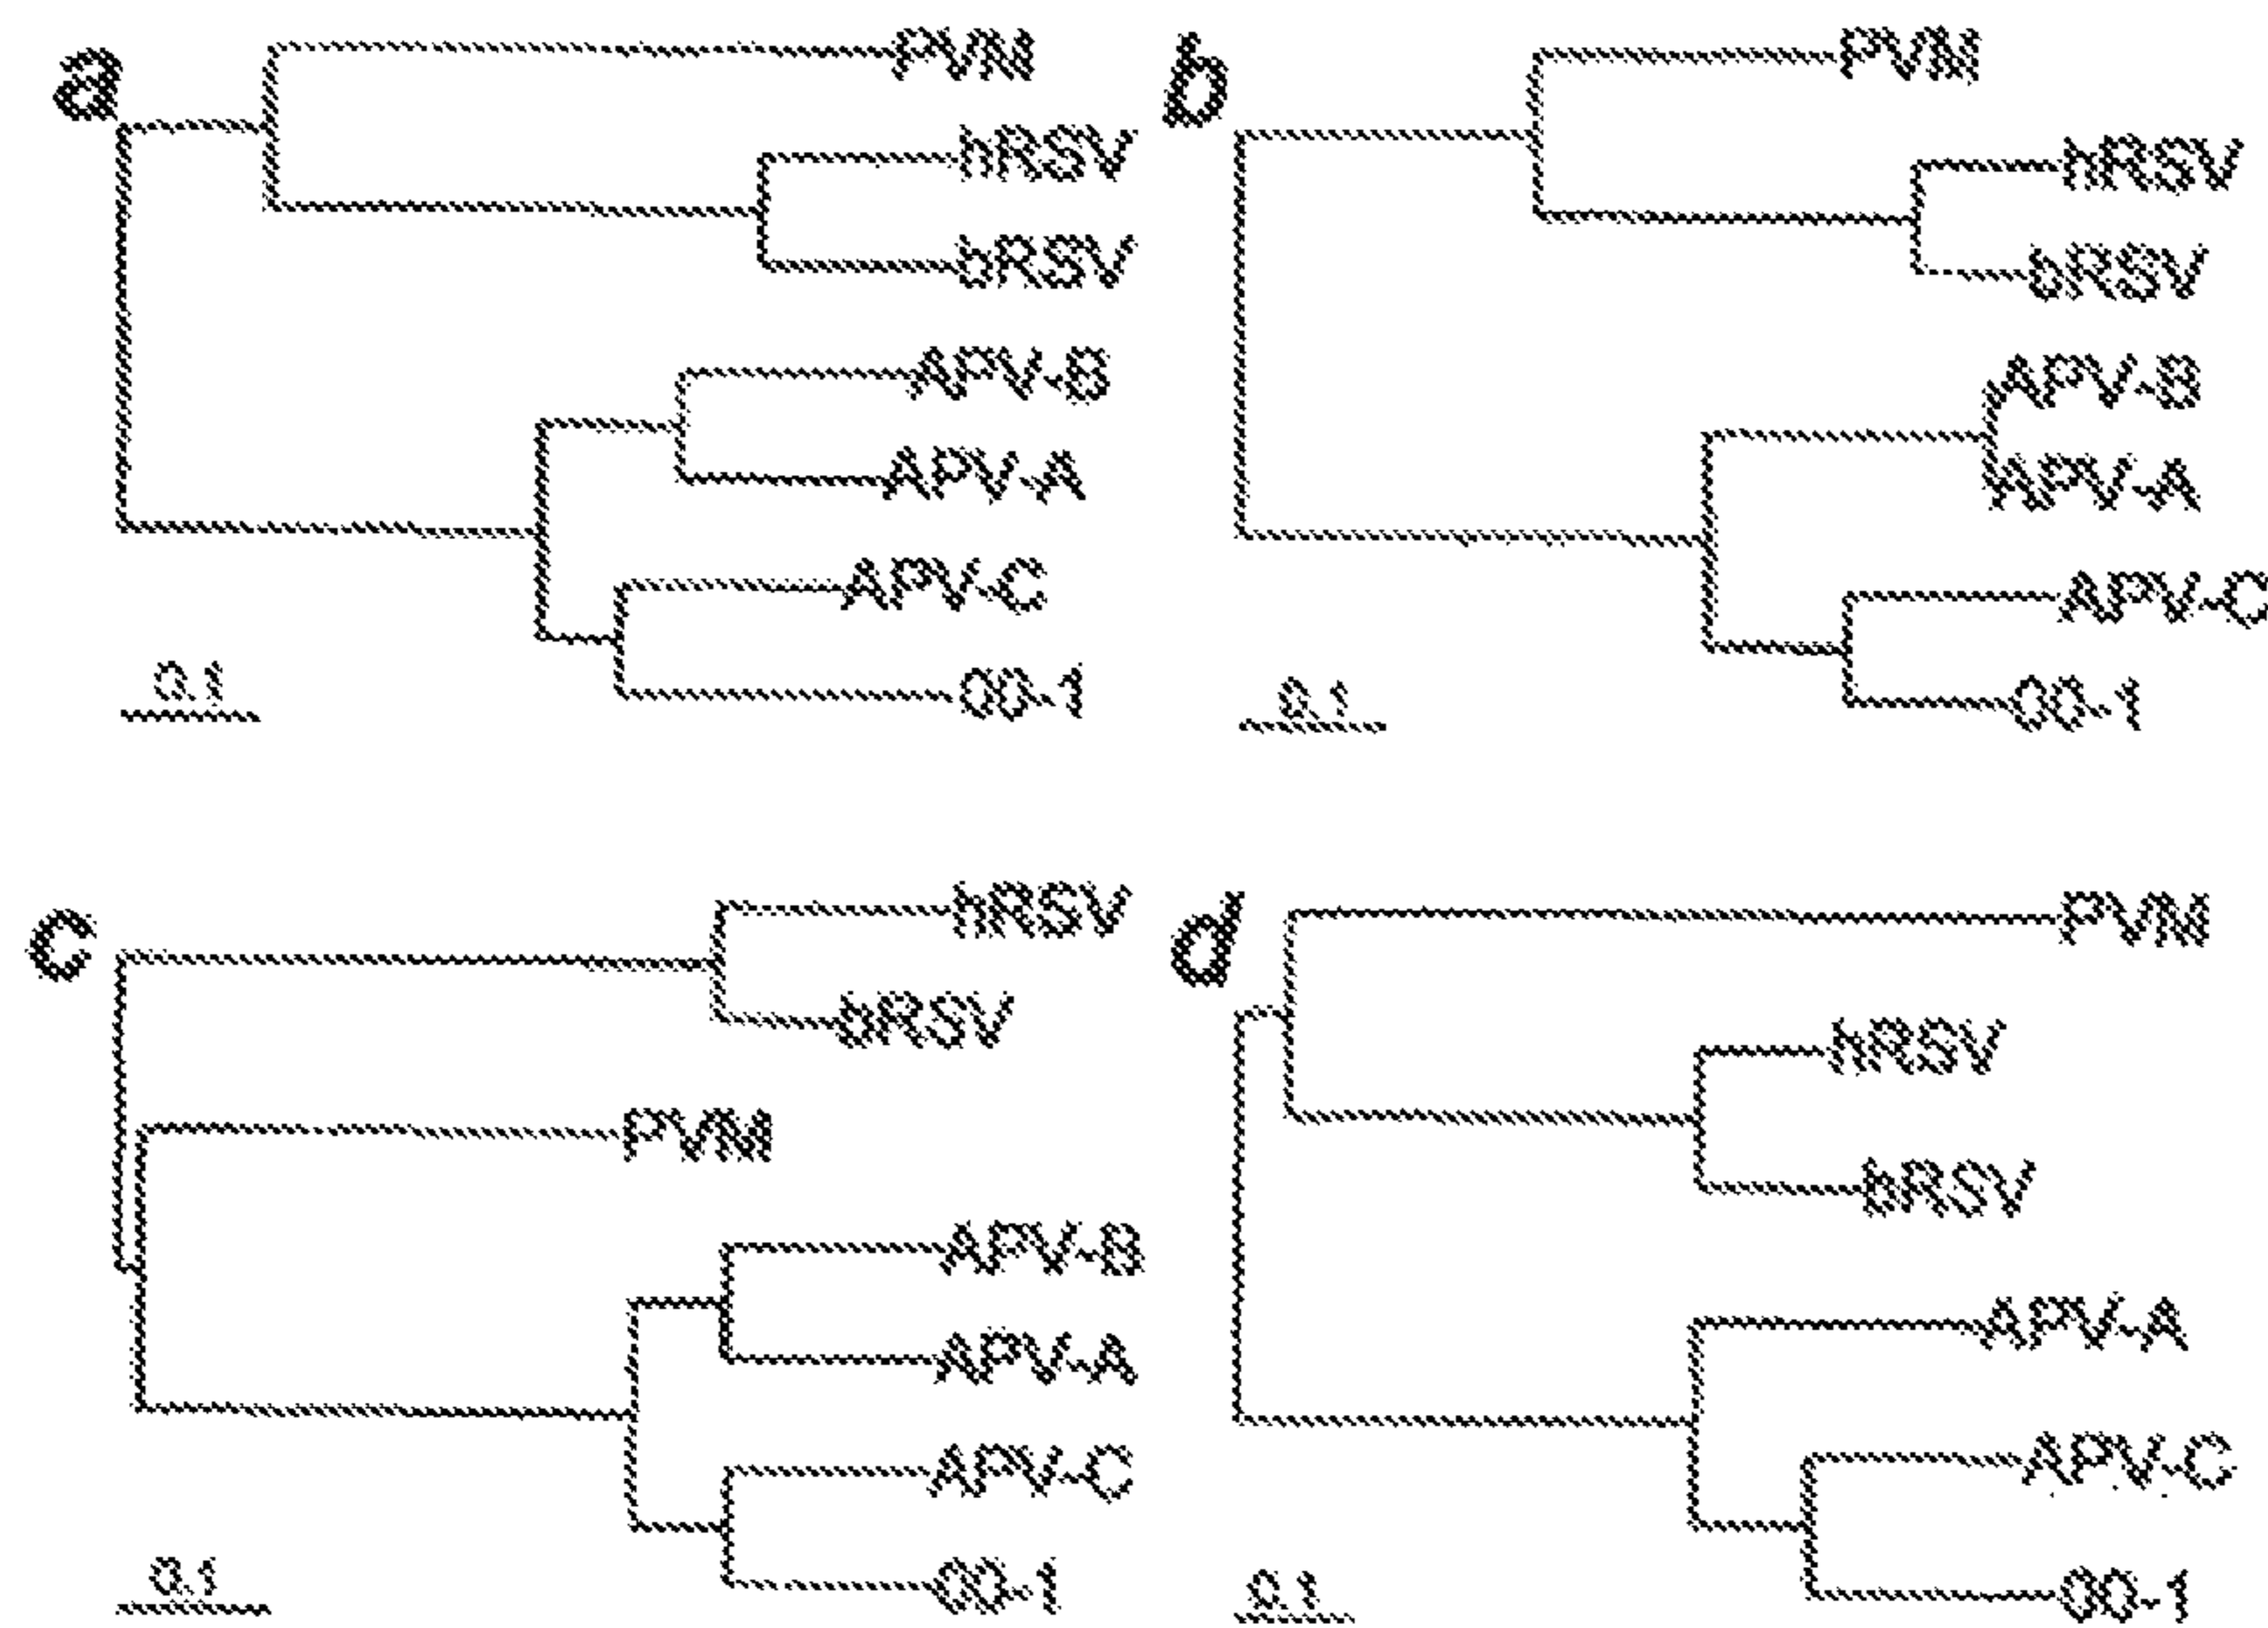 a
PVM
hRSV
bRSV
APV-B
APV-A
APV-C
00-1
0.1
b
PVM
hRSV
bRSV
APV-B
APV-A
APV-C
00-1
0.1
c
hRSV
bRSV
PVM
APV-B
APV-A
APV-C
00-1
0.1
d
PVM
hRSV
bRSV
APV-A
APV-C
00-1
0.1